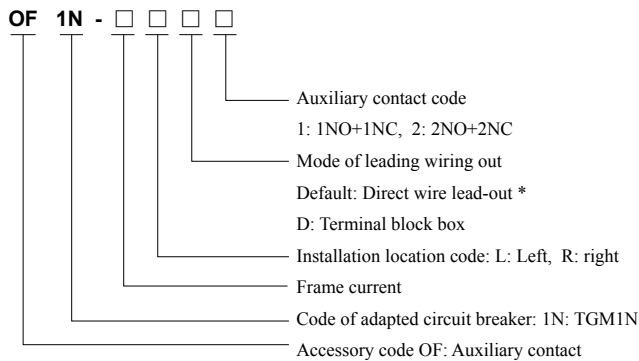 OF 1N - □ □ □ □
Auxiliary contact code
1: 1NO+1NC, 2: 2NO+2NC
Mode of leading wiring out
Default: Direct wire lead-out *
D: Terminal block box
Installation location code: L: Left, R: right
Frame current
Code of adapted circuit breaker: 1N: TGM1N
Accessory code OF: Auxiliary contact